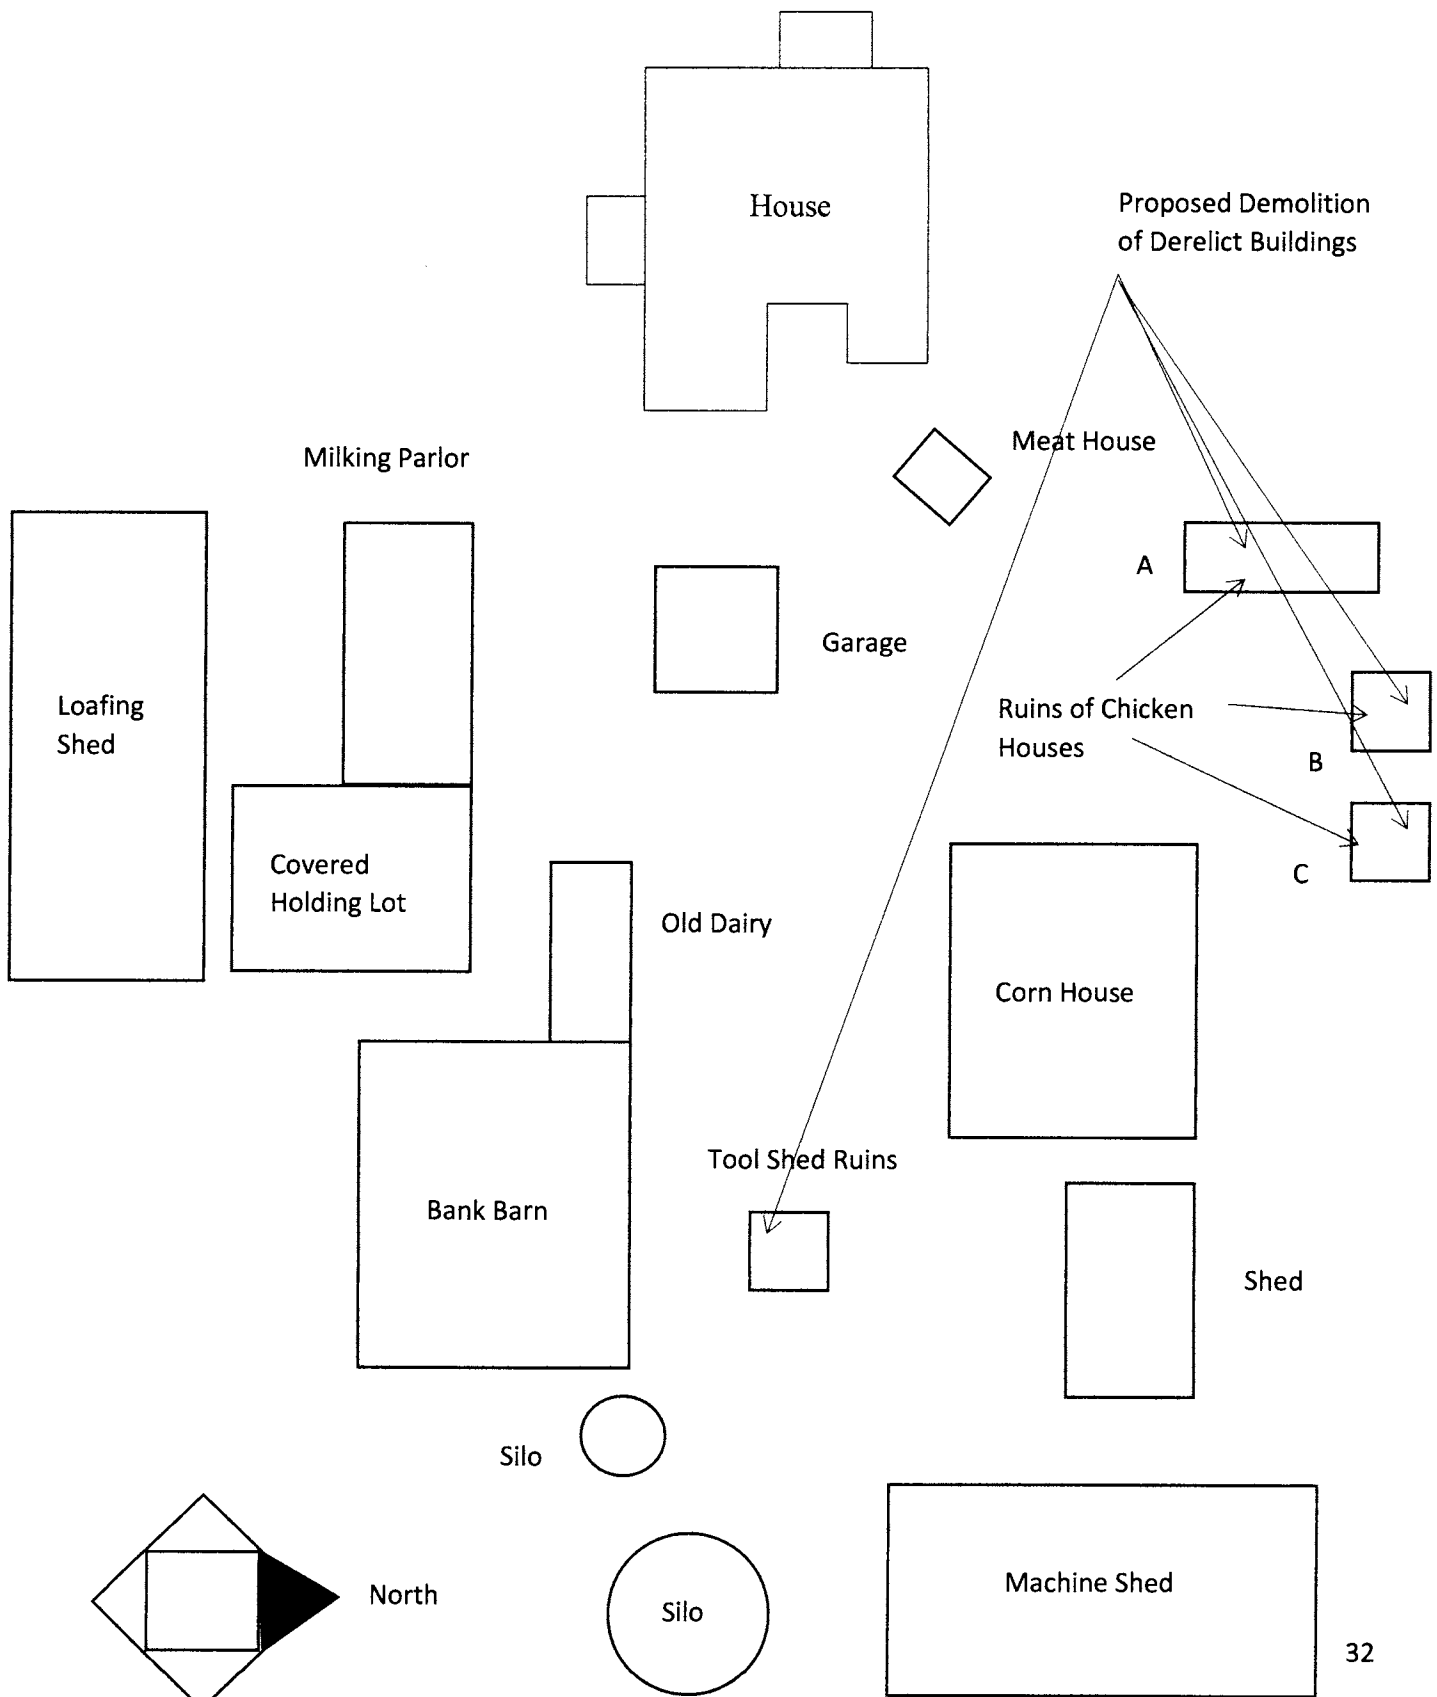 House
Proposed Demolition
of Derelict Buildings
Meat House
Milking Parlor
A
Garage
Loafing
Shed
Ruins of Chicken
Houses
B
Covered
Holding Lot
C
Old Dairy
Corn House
Tool Shed Ruins
Bank Barn
Shed
Silo
North
Silo
Machine Shed
32